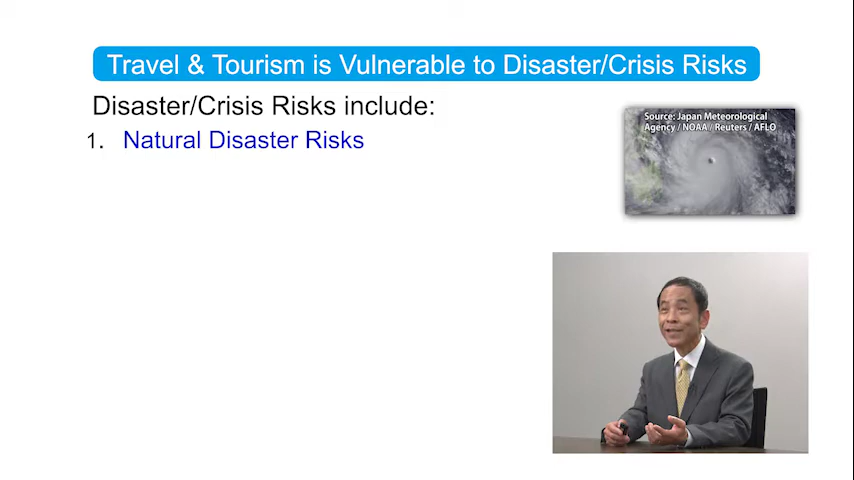 Travel & Tourism is Vulnerable to Disaster/Crisis Risks
Disaster/Crisis Risks include:
1. Natural Disaster Risks
Source: Japan Meteorological
Agency / NOAA / Reuters / AFLO